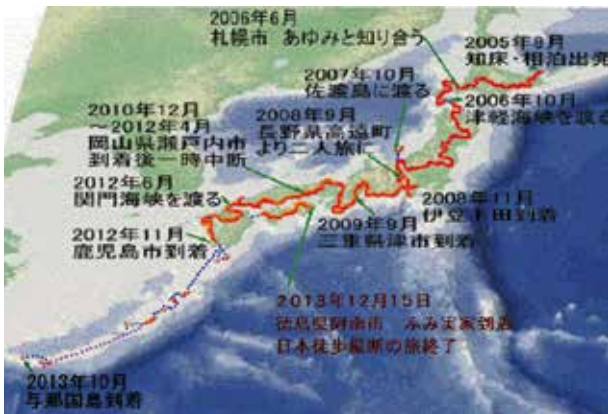 2006年6月
札幌市 あゆみと知り合う
2005年8月
知床・相泊出発
2007年10月
佐渡島に渡る
2006年10月
津軽海峡を渡る
2010年12月
～2012年4月
岡山県瀬戸内市
到着後一時中断
2008年9月
長野県高遠町
より二人旅に
2012年6月
関門海峡を渡る
2008年11月
伊豆下田到着
2009年9月
三重県津市到着
2012年11月
鹿児島市到着
2013年12月15日
徳島県阿南市 ふみ実家到着
日本徒歩縦断の旅終了
2013年10月
与那国島到着